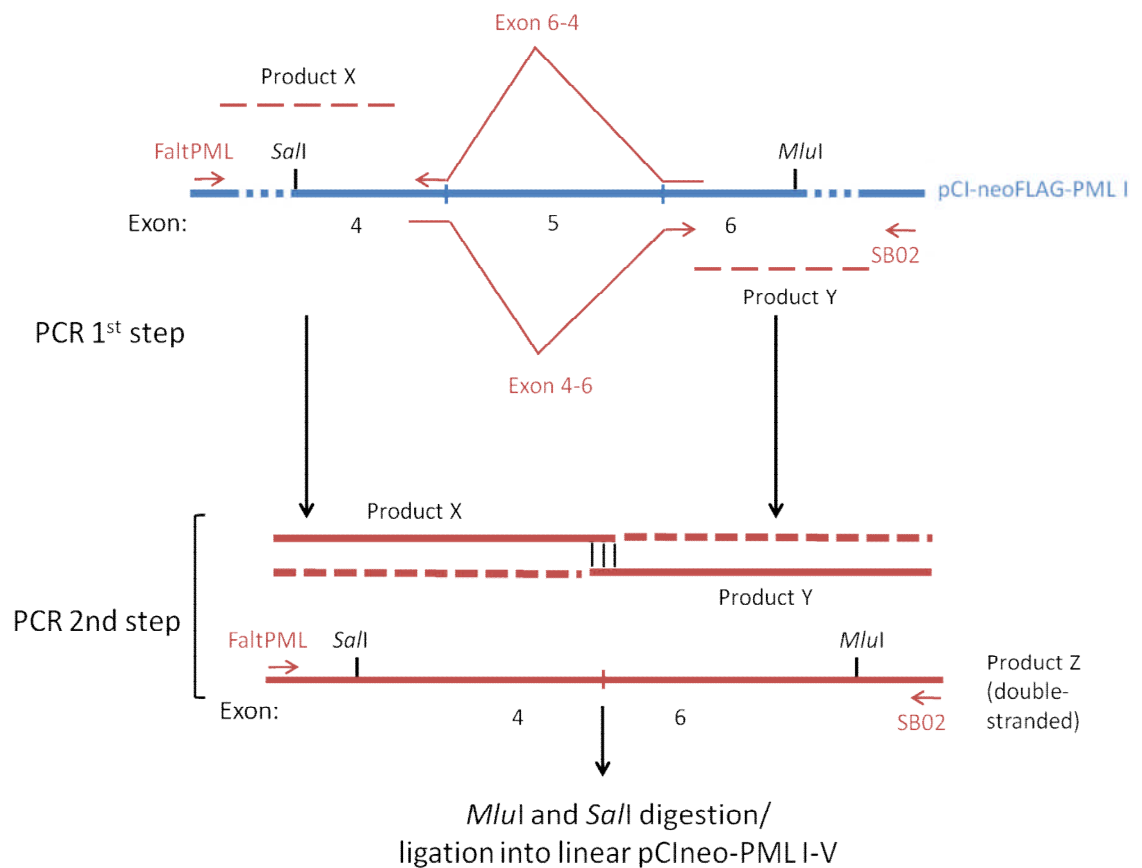 Exon 6-4
Product X
FaltPML
SalI
MluI
pCI-neoFLAG-PML I
Exon:
4
5
6
SB02
Product Y
PCR 1st step
Exon 4-6
Product X
Product Y
PCR 2nd step
FaltPML
SalI
MluI
Product Z
(double-
stranded)
Exon:
4
6
SB02
MluI and SalI digestion/
ligation into linear pCIneo-PML I-V